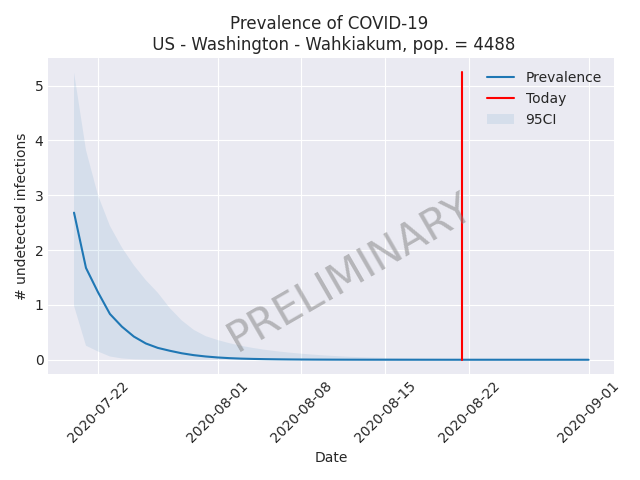 Prevalence of COVID-19
US - Washington - Wahkiakum, pop. = 4488
# undetected infections
5
4
3
2
1
0
Prevalence
Today
95CI
PRELIMINARY
2020-07-22
2020-08-01
2020-08-08
2020-08-15
2020-08-22
2020-09-01
Date